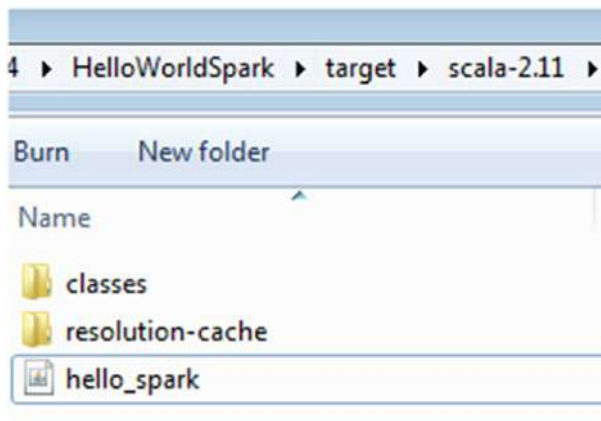 4 ▸ HelloWorldSpark ▸ target ▸ scala-2.11 ▸
Burn New folder
Name
classes
resolution-cache
hello_spark